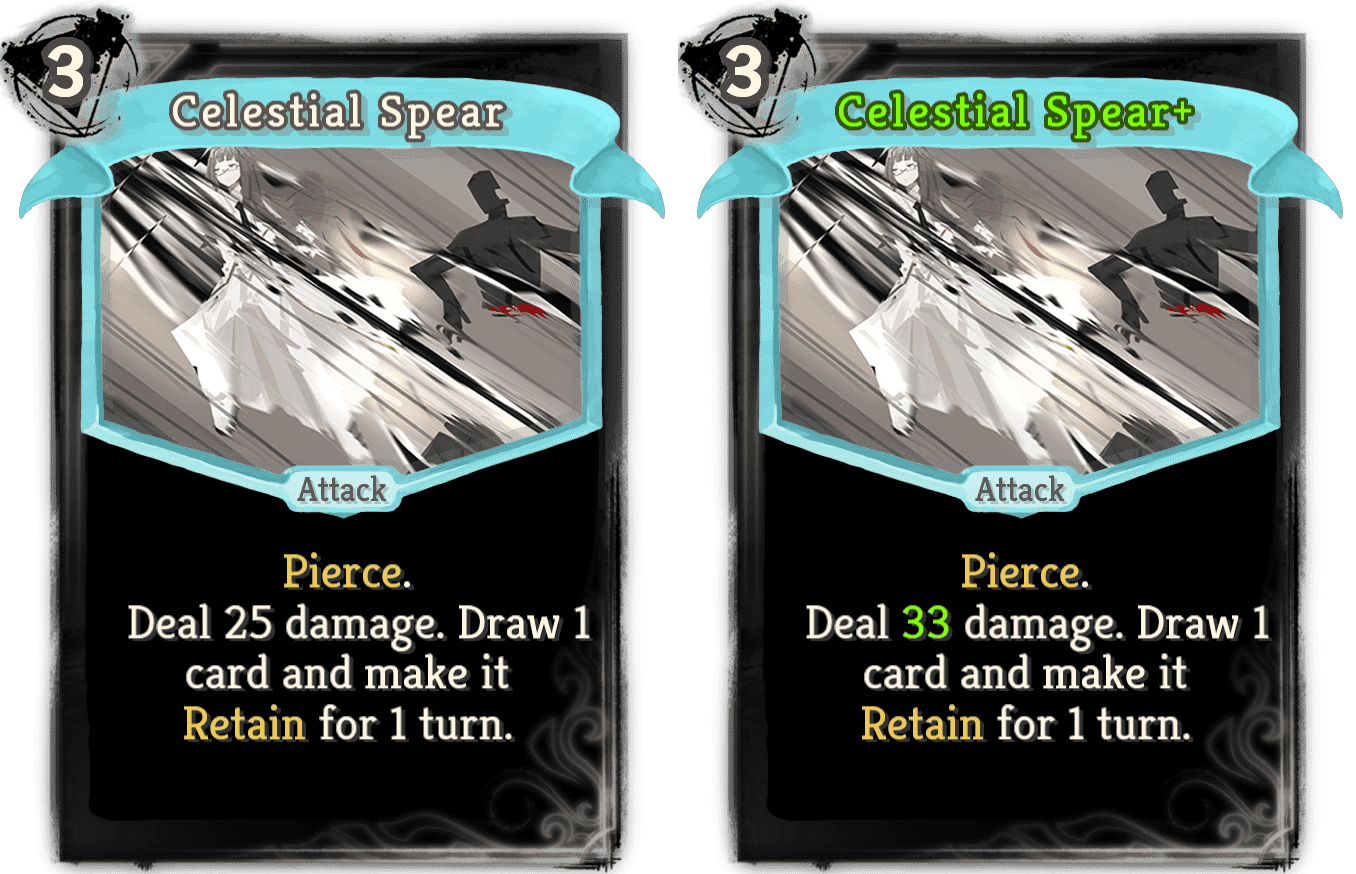 3
Celestial Spear
Attack
Pierce.
Deal 25 damage. Draw 1
card and make it
Retain for 1 turn.
3
Celestial Spear+
Attack
Pierce.
Deal 33 damage. Draw 1
card and make it
Retain for 1 turn.